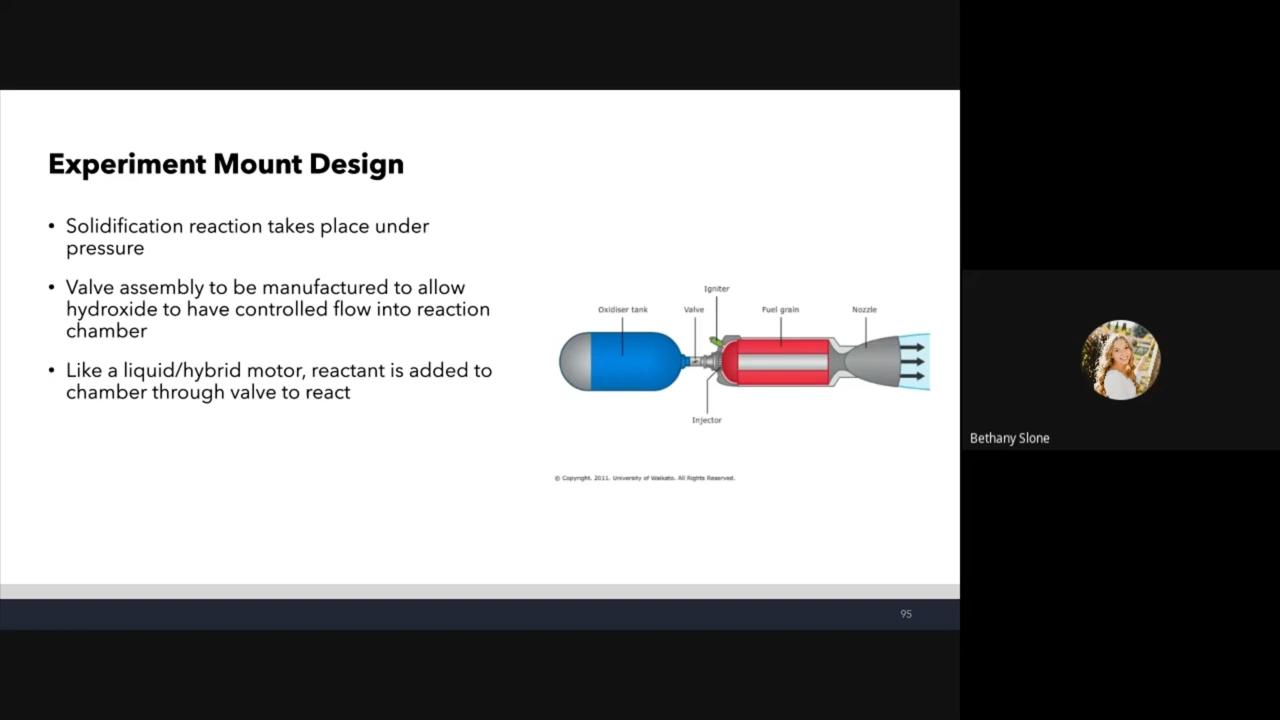 Experiment Mount Design
• Solidification reaction takes place under
pressure
• Valve assembly to be manufactured to allow
hydroxide to have controlled flow into reaction
chamber
• Like a liquid/hybrid motor, reactant is added to
chamber through valve to react
Igniter
Oxidiser tank
Valve
Fuel grain
Nozzle
Injector
© Copyright. 2011. University of Waikato. All Rights Reserved.
95
Bethany Slone